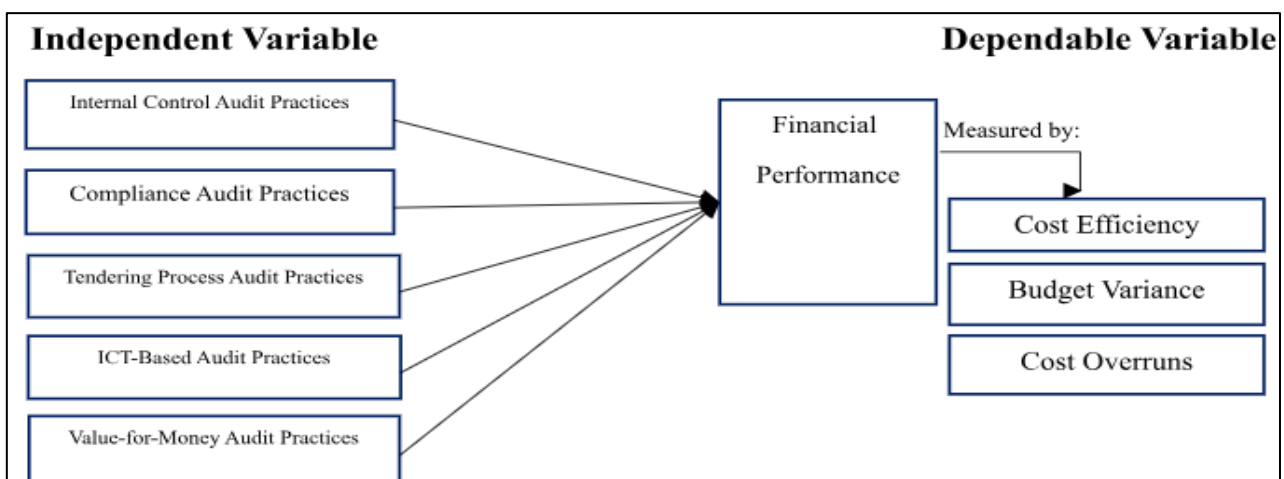 Independent Variable
Dependable Variable
Internal Control Audit Practices
Compliance Audit Practices
Tendering Process Audit Practices
ICT-Based Audit Practices
Value-for-Money Audit Practices
Financial
Performance
Measured by:
Cost Efficiency
Budget Variance
Cost Overruns